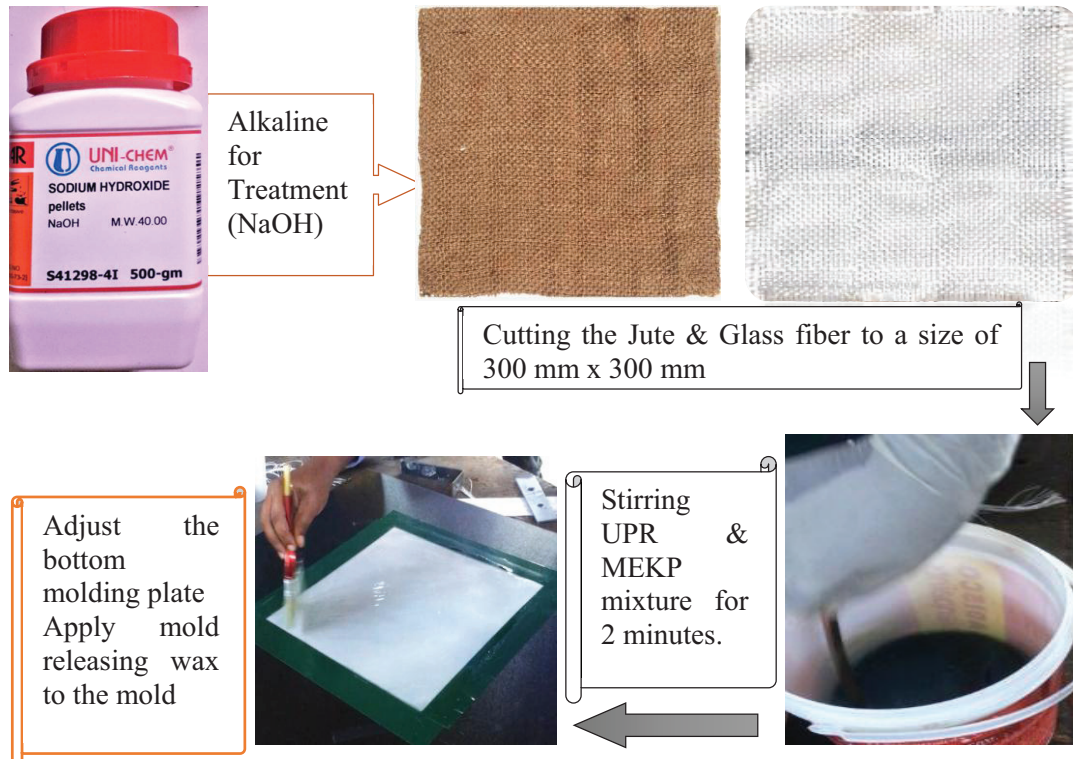 AR
UNI-CHEM®
Chemical Reagents
SODIUM HYDROXIDE
pellets
NaOH M.W.40.00
S41298-4I 500-gm
Alkaline
for
Treatment
(NaOH)
Cutting the Jute & Glass fiber to a size of
300 mm x 300 mm
Stirring
UPR &
MEKP
mixture for
2 minutes.
Adjust the
bottom
molding plate
Apply mold
releasing wax
to the mold